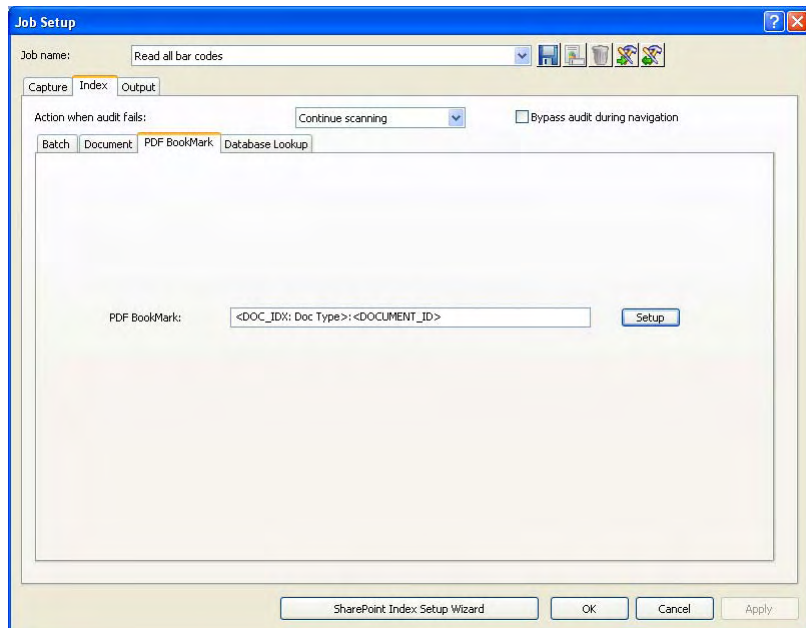 Job Setup
Job name: Read all bar codes
Capture Index Output
Action when audit fails: Continue scanning Bypass audit during navigation
Batch Document PDF BookMark Database Lookup
PDF BookMark: <DOC_IDX: Doc Type>:<DOCUMENT_ID> Setup
SharePoint Index Setup Wizard OK Cancel Apply